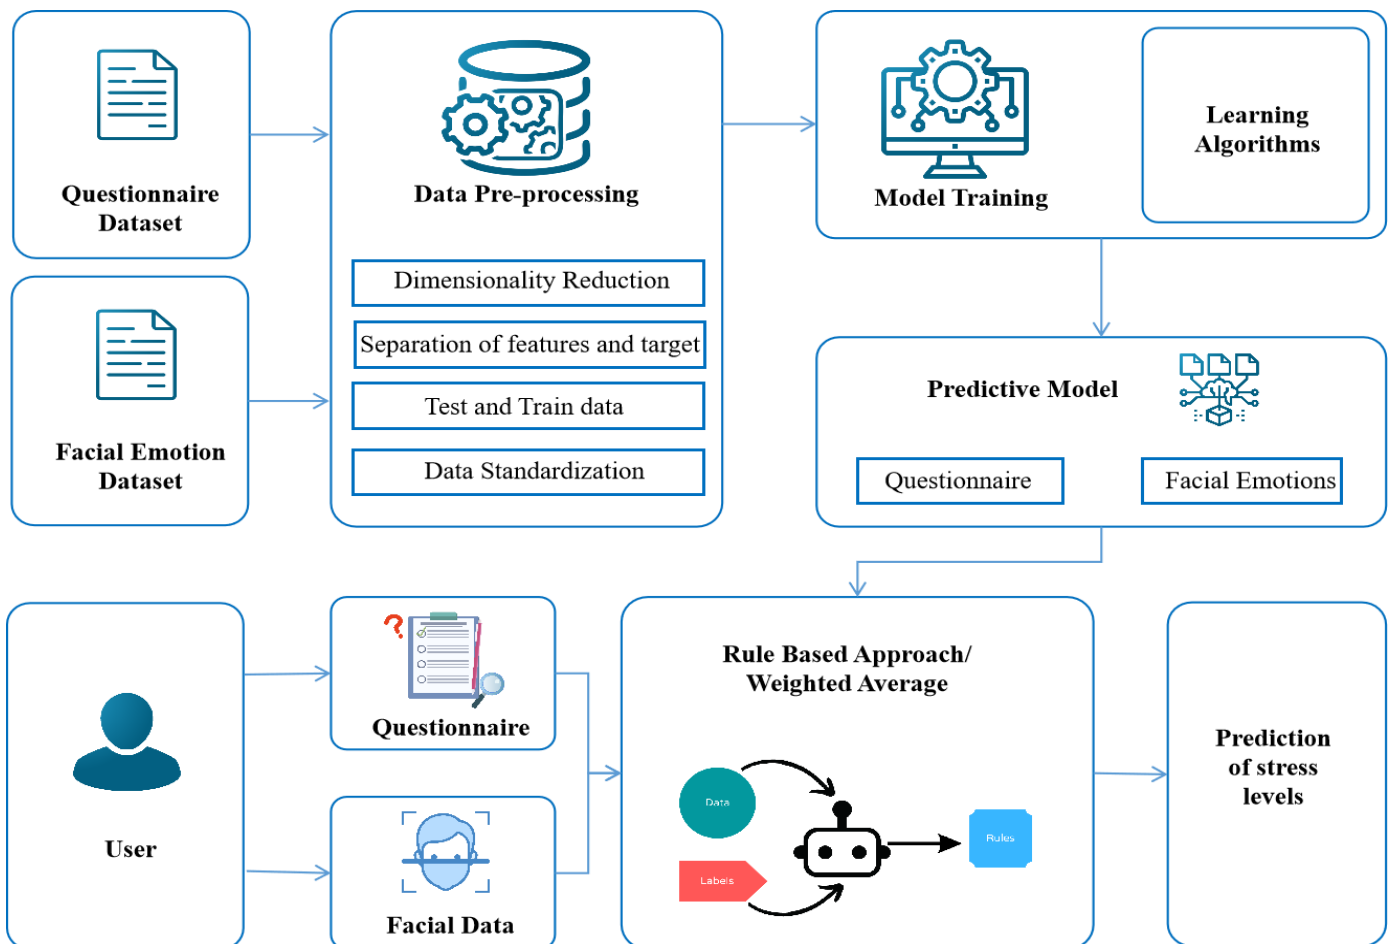 Questionnaire
Dataset
Data Pre-processing
Dimensionality Reduction
Separation of features and target
Test and Train data
Data Standardization
Model Training
Learning
Algorithms
Facial Emotion
Dataset
Predictive Model
Questionnaire
Facial Emotions
User
?
Questionnaire
Facial Data
Rule Based Approach/
Weighted Average
Data
Labels
Rules
Prediction
of stress
levels